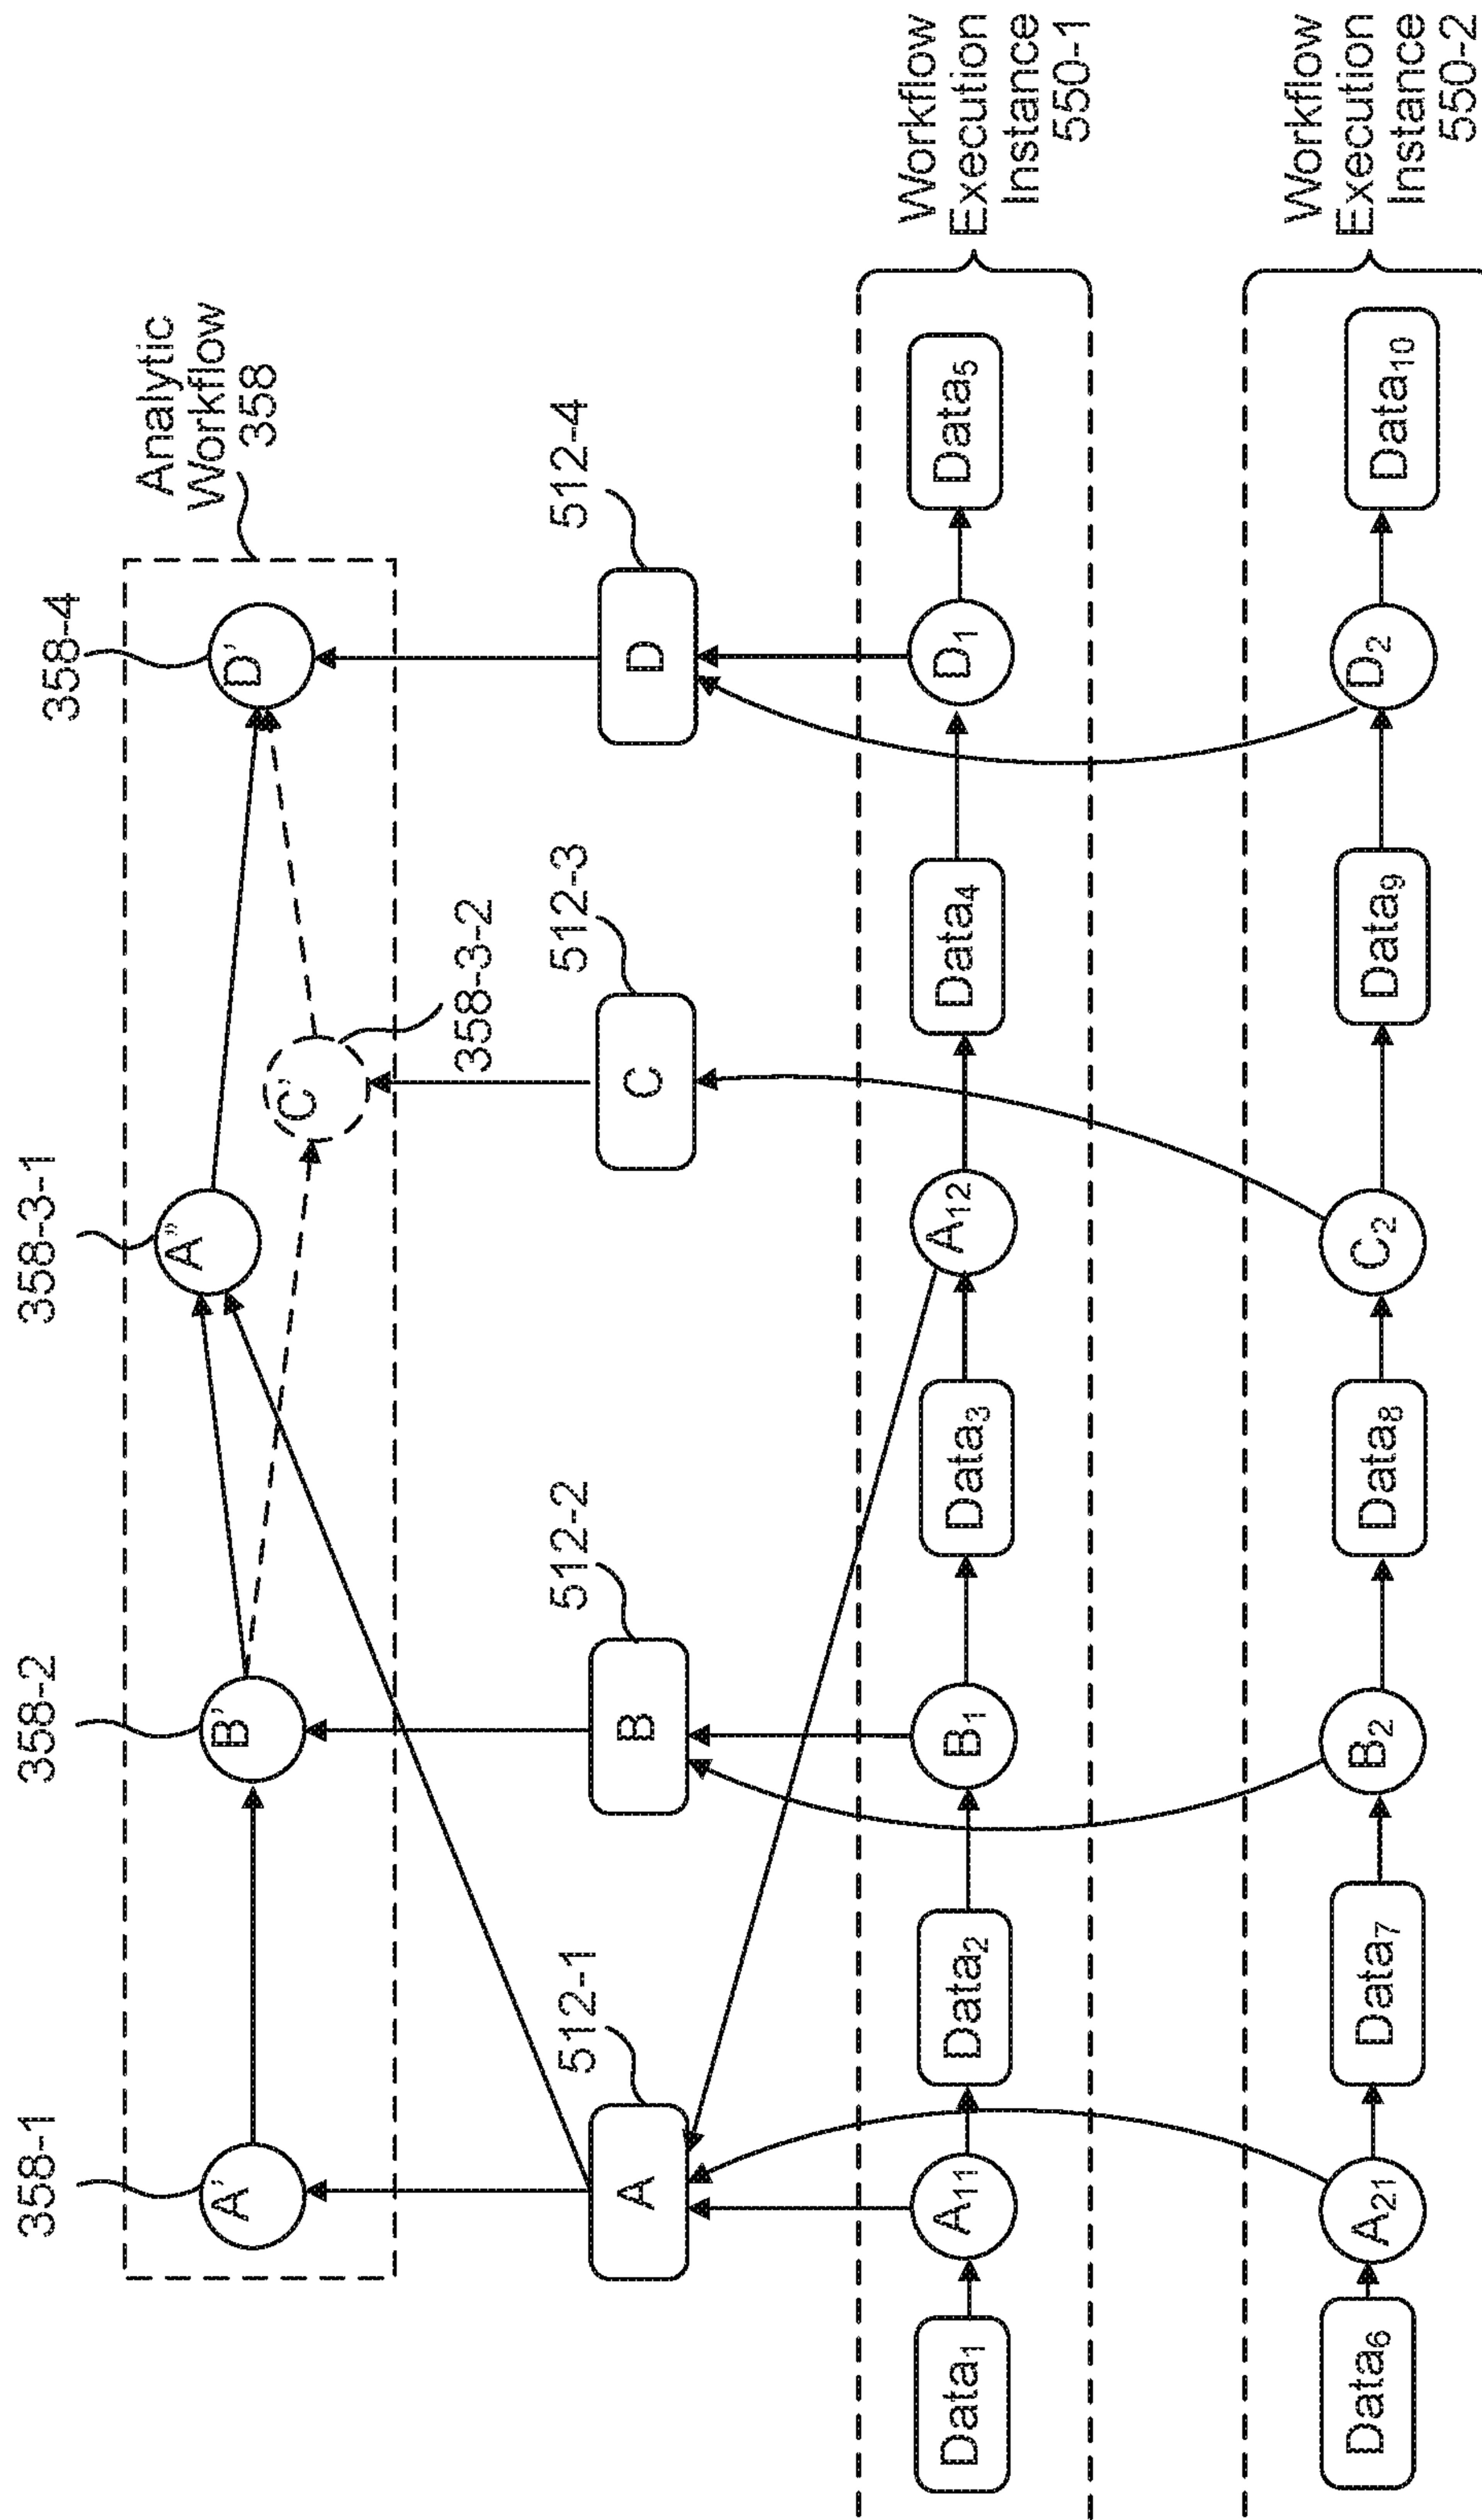 358-1
358-2
358-3-1
358-4
Analytic
Workflow
358
A'
B'
A"
C'
D'
358-3-2
512-1
512-2
512-3
512-4
A
B
C
D
Data₁
A₁₁
Data₂
B₁
Data₃
A₁₂
Data₄
D₁
Data₅
Workflow
Execution
Instance
550-1
Data₆
A₂₁
Data₇
B₂
Data₈
C₂
Data₉
D₂
Data₁₀
Workflow
Execution
Instance
550-2